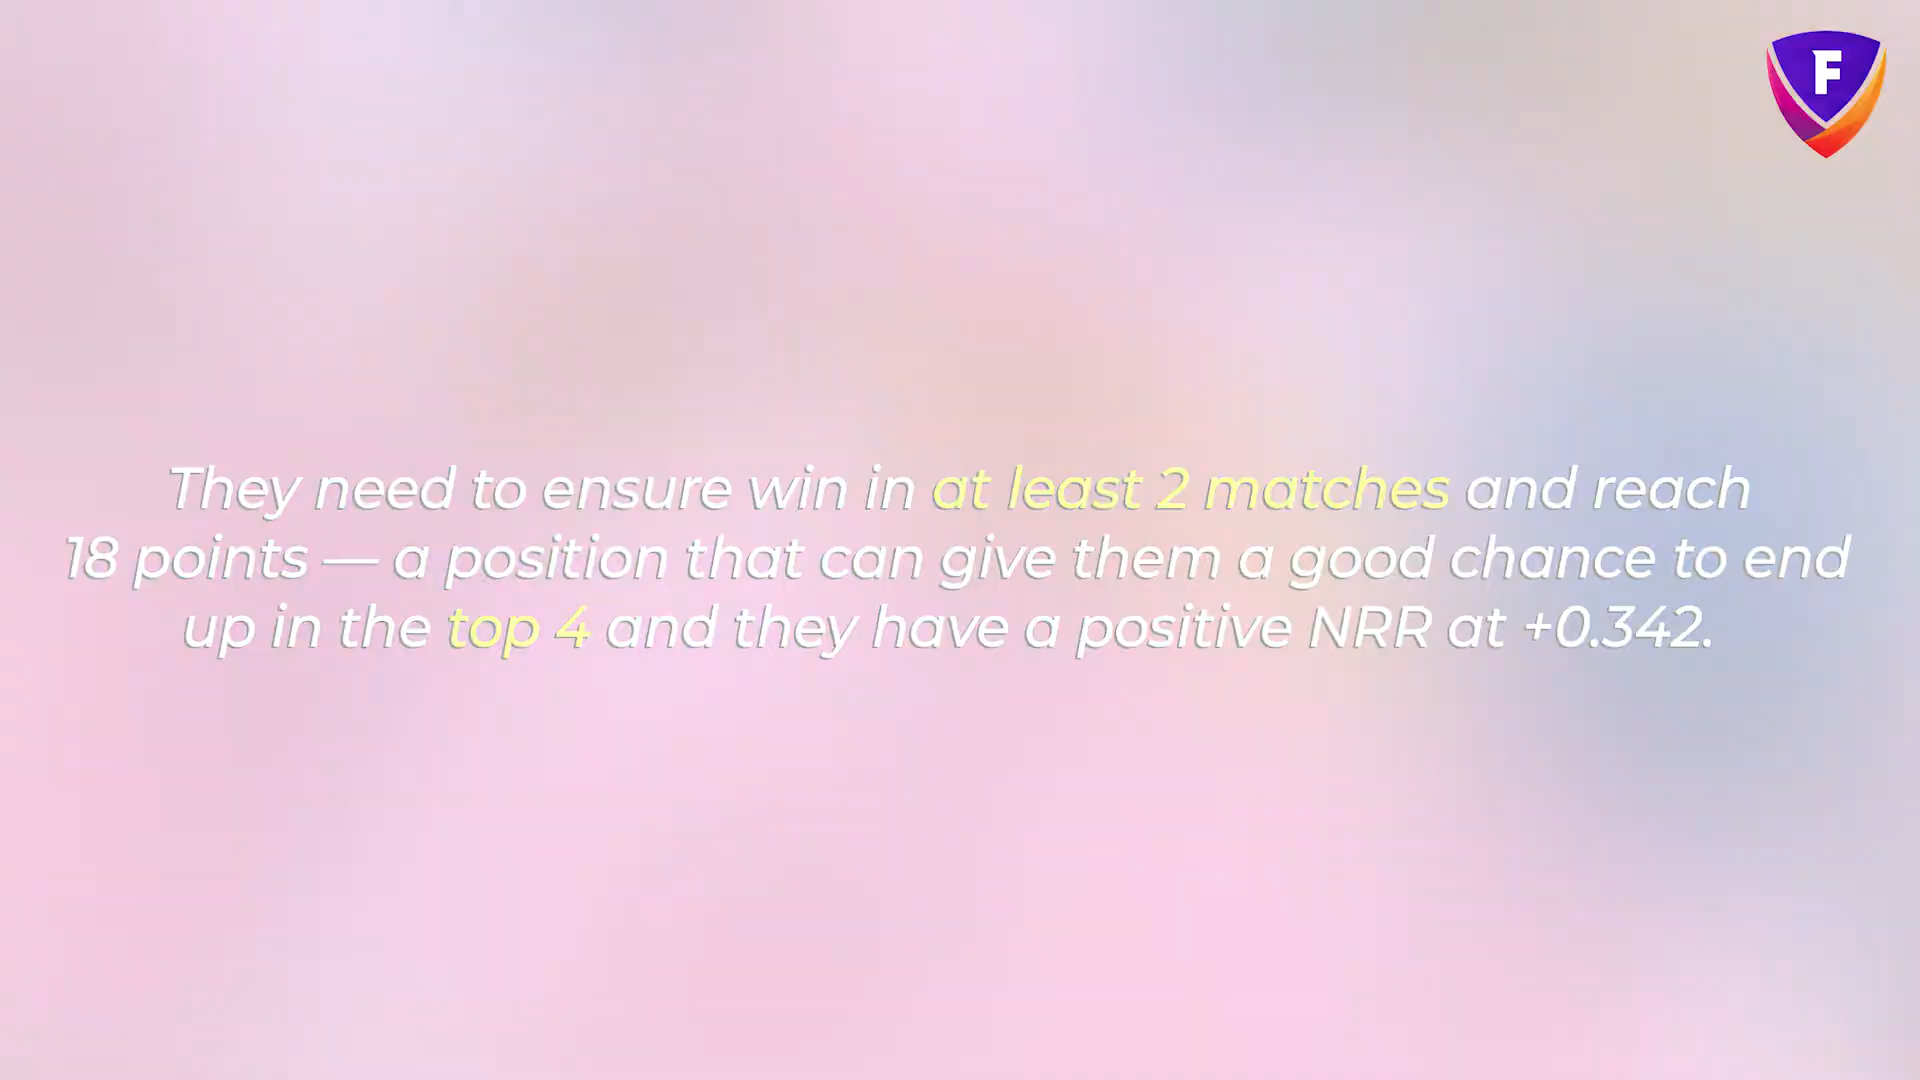 F
They need to ensure win in at least 2 matches and reach
18 points — a position that can give them a good chance to end
up in the top 4 and they have a positive NRR at +0.342.